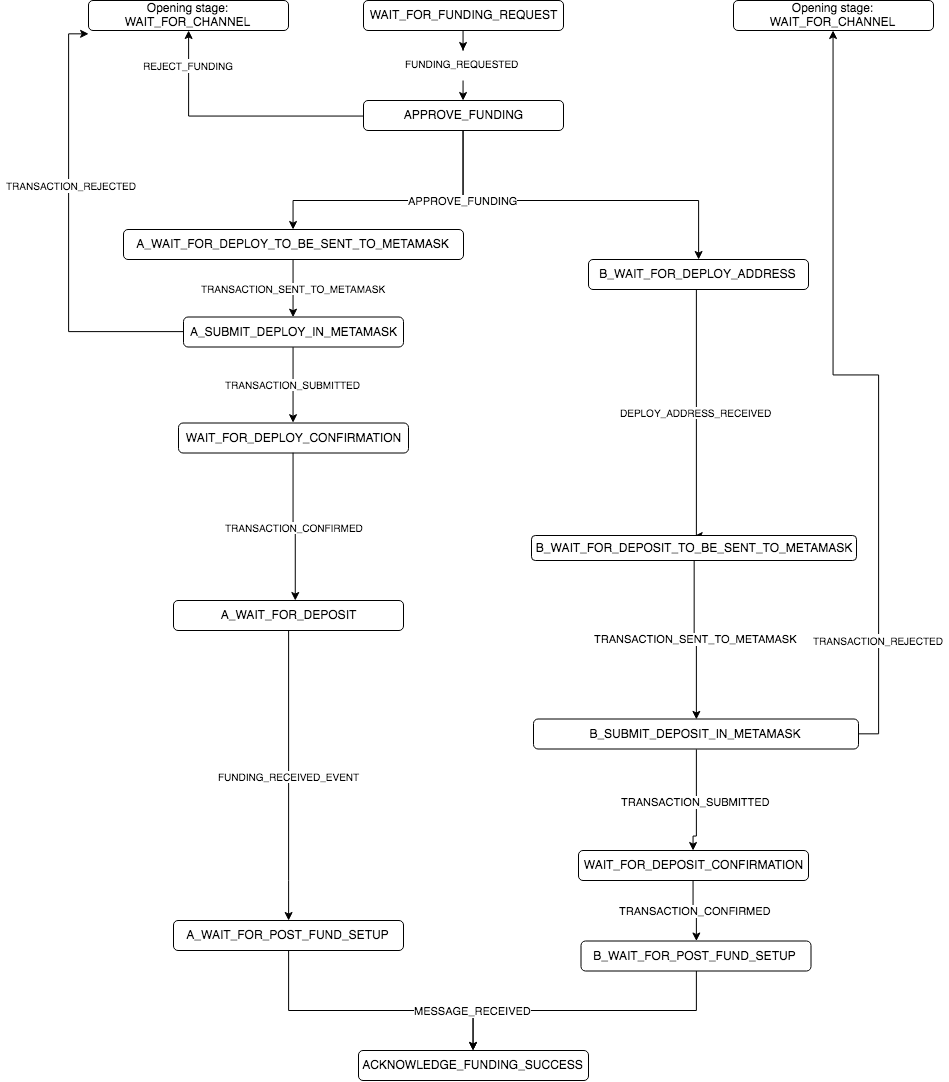 Opening stage:
WAIT_FOR_CHANNEL
WAIT_FOR_FUNDING_REQUEST
Opening stage:
WAIT_FOR_CHANNEL
REJECT_FUNDING
FUNDING_REQUESTED
APPROVE_FUNDING
TRANSACTION_REJECTED
APPROVE_FUNDING
A_WAIT_FOR_DEPLOY_TO_BE_SENT_TO_METAMASK
B_WAIT_FOR_DEPLOY_ADDRESS
TRANSACTION_SENT_TO_METAMASK
A_SUBMIT_DEPLOY_IN_METAMASK
TRANSACTION_SUBMITTED
DEPLOY_ADDRESS_RECEIVED
WAIT_FOR_DEPLOY_CONFIRMATION
TRANSACTION_CONFIRMED
B_WAIT_FOR_DEPOSIT_TO_BE_SENT_TO_METAMASK
A_WAIT_FOR_DEPOSIT
TRANSACTION_SENT_TO_METAMASK
TRANSACTION_REJECTED
B_SUBMIT_DEPOSIT_IN_METAMASK
FUNDING_RECEIVED_EVENT
TRANSACTION_SUBMITTED
WAIT_FOR_DEPOSIT_CONFIRMATION
TRANSACTION_CONFIRMED
A_WAIT_FOR_POST_FUND_SETUP
B_WAIT_FOR_POST_FUND_SETUP
MESSAGE_RECEIVED
ACKNOWLEDGE_FUNDING_SUCCESS